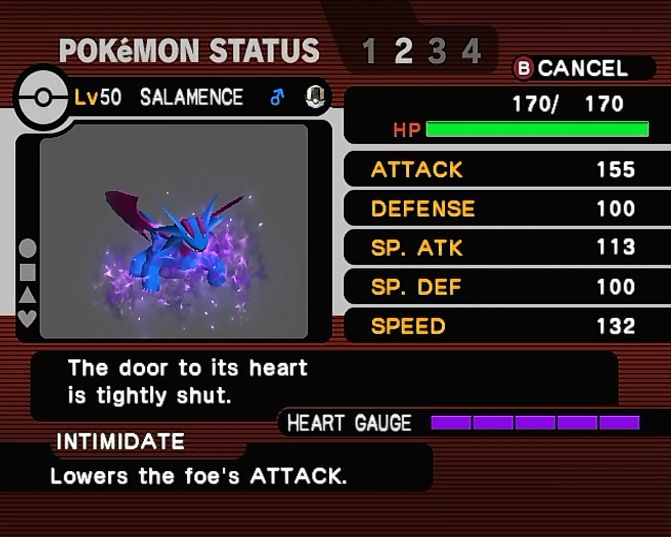 POKéMON STATUS 1 2 3 4
B CANCEL
Lv50 SALAMENCE ♂
170/ 170
HP
ATTACK 155
DEFENSE 100
SP. ATK 113
SP. DEF 100
SPEED 132
The door to its heart
is tightly shut.
HEART GAUGE
INTIMIDATE
Lowers the foe's ATTACK.